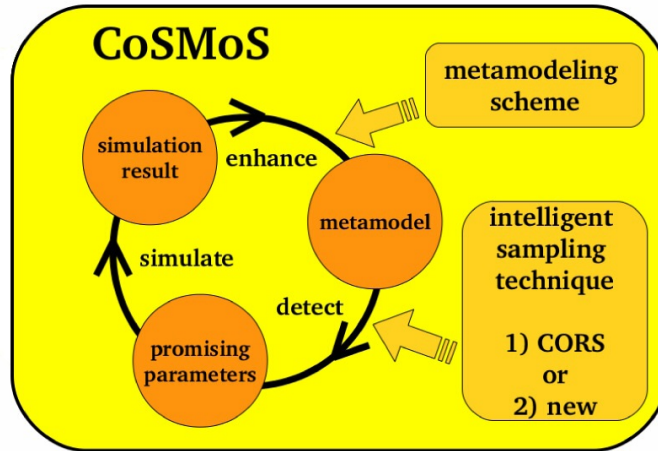 CoSMoS
metamodeling
scheme
simulation
result
enhance
metamodel
intelligent
sampling
technique
1) CORS
or
2) new
simulate
detect
promising
parameters